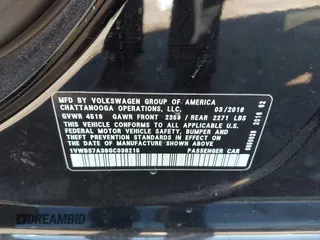 MFD. BY VOLKSWAGEN GROUP OF AMERICA
CHATTANOOGA OPERATIONS, LLC. 03/2016
GVWR 4519 GAWR FRONT 2359 / REAR 2271 LBS
THIS VEHICLE CONFORMS TO ALL APPLICABLE
U.S. FEDERAL MOTOR VEHICLE SAFETY, BUMPER AND
THEFT PREVENTION STANDARDS IN EFFECT ON THE
DATE OF MANUFACTURE SHOWN ABOVE.
PASSENGER CAR